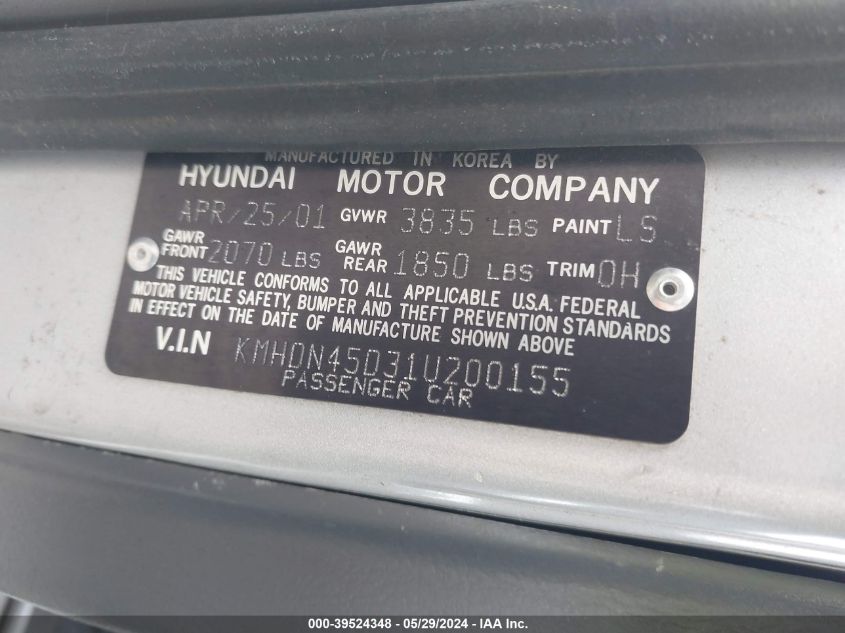 MANUFACTURED IN KOREA BY
HYUNDAI MOTOR COMPANY
APR/25/01 GVWR 3835 LBS PAINT LS
GAWR FRONT 2070 LBS GAWR REAR 1850 LBS TRIM OH
THIS VEHICLE CONFORMS TO ALL APPLICABLE U.S.A. FEDERAL
MOTOR VEHICLE SAFETY, BUMPER AND THEFT PREVENTION STANDARDS
IN EFFECT ON THE DATE OF MANUFACTURE SHOWN ABOVE
V.I.N KMHDN45D31U200155
PASSENGER CAR
000-39524348 - 05/29/2024 - IAA Inc.